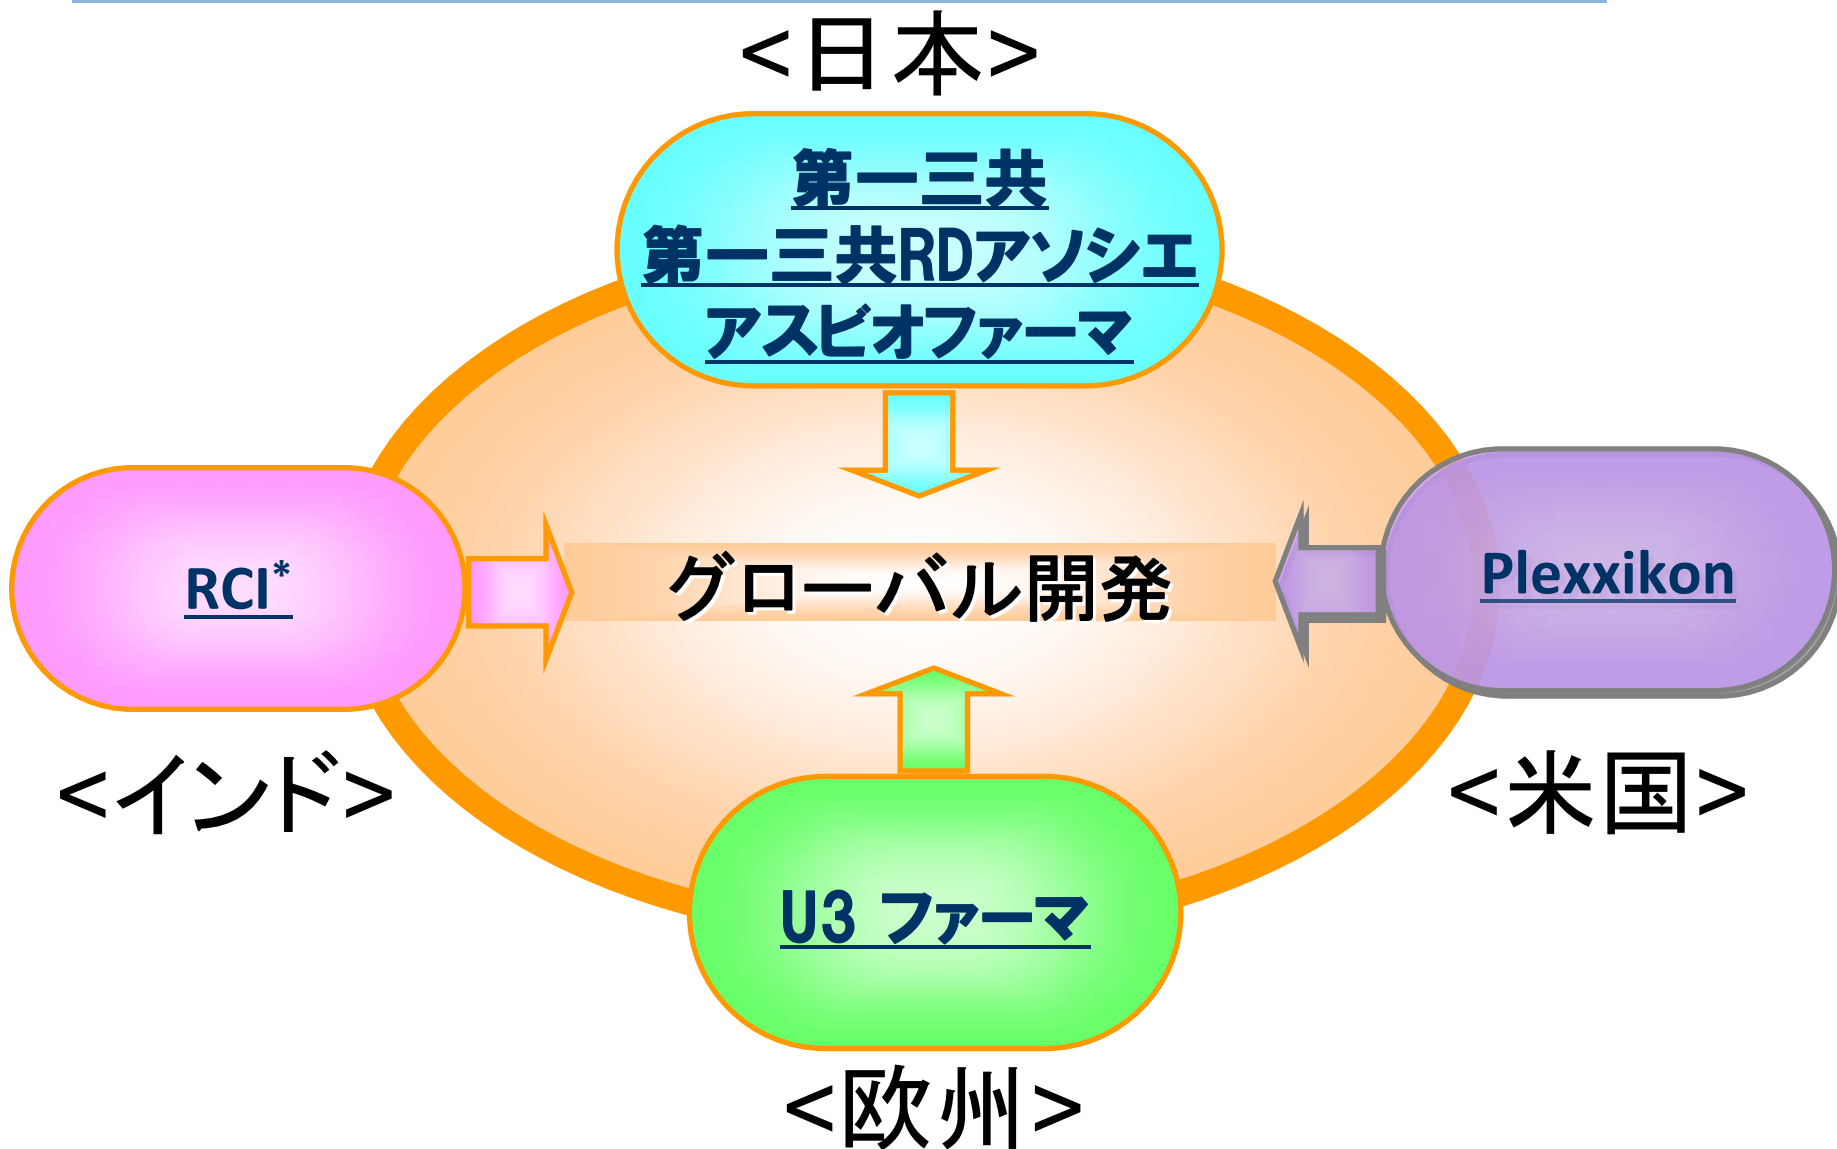 <日本>
第一三共
第一三共RDアソシエ
アスビオファーマ
RCI*
グローバル開発
Plexxikon
<インド>
<米国>
U3 ファーマ
<欧州>